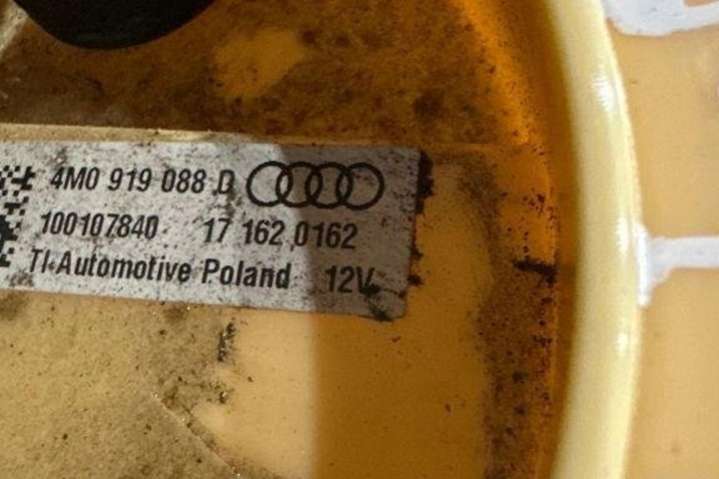 4M0 919 088 D
100107840 17 162 0162
TI Automotive Poland 12V